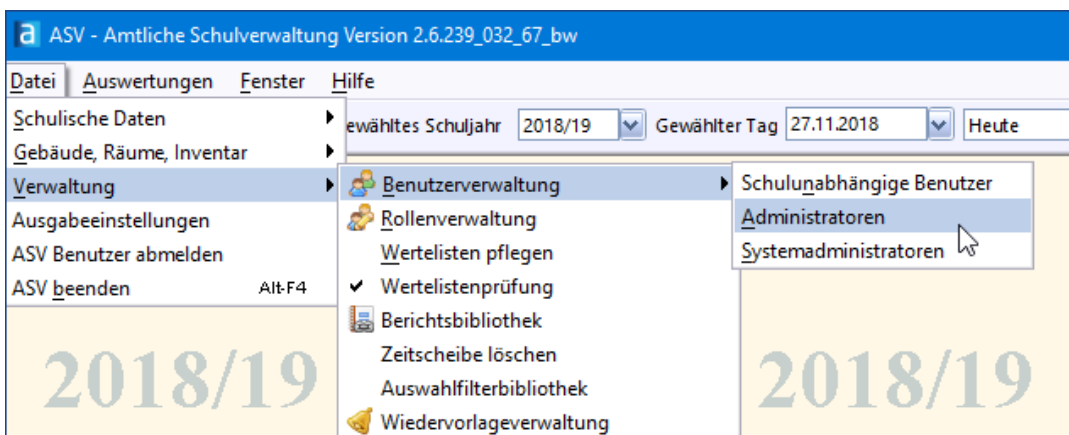 ASV - Amtliche Schulverwaltung Version 2.6.239_032_67_bw
Datei Auswertungen Fenster Hilfe
Schulische Daten
ewähltes Schuljahr 2018/19 Gewählter Tag 27.11.2018 Heute
Gebäude, Räume, Inventar
Verwaltung
Ausgabeeinstellungen
ASV Benutzer abmelden
ASV beenden Alt-F4
Benutzerverwaltung
Rollenverwaltung
Wertelisten pflegen
Wertelistenprüfung
Berichtsbibliothek
Zeitscheibe löschen
Auswahlfilterbibliothek
Wiedervorlageverwaltung
Schulunabhängige Benutzer
Administratoren
Systemadministratoren
2018/19 2018/19